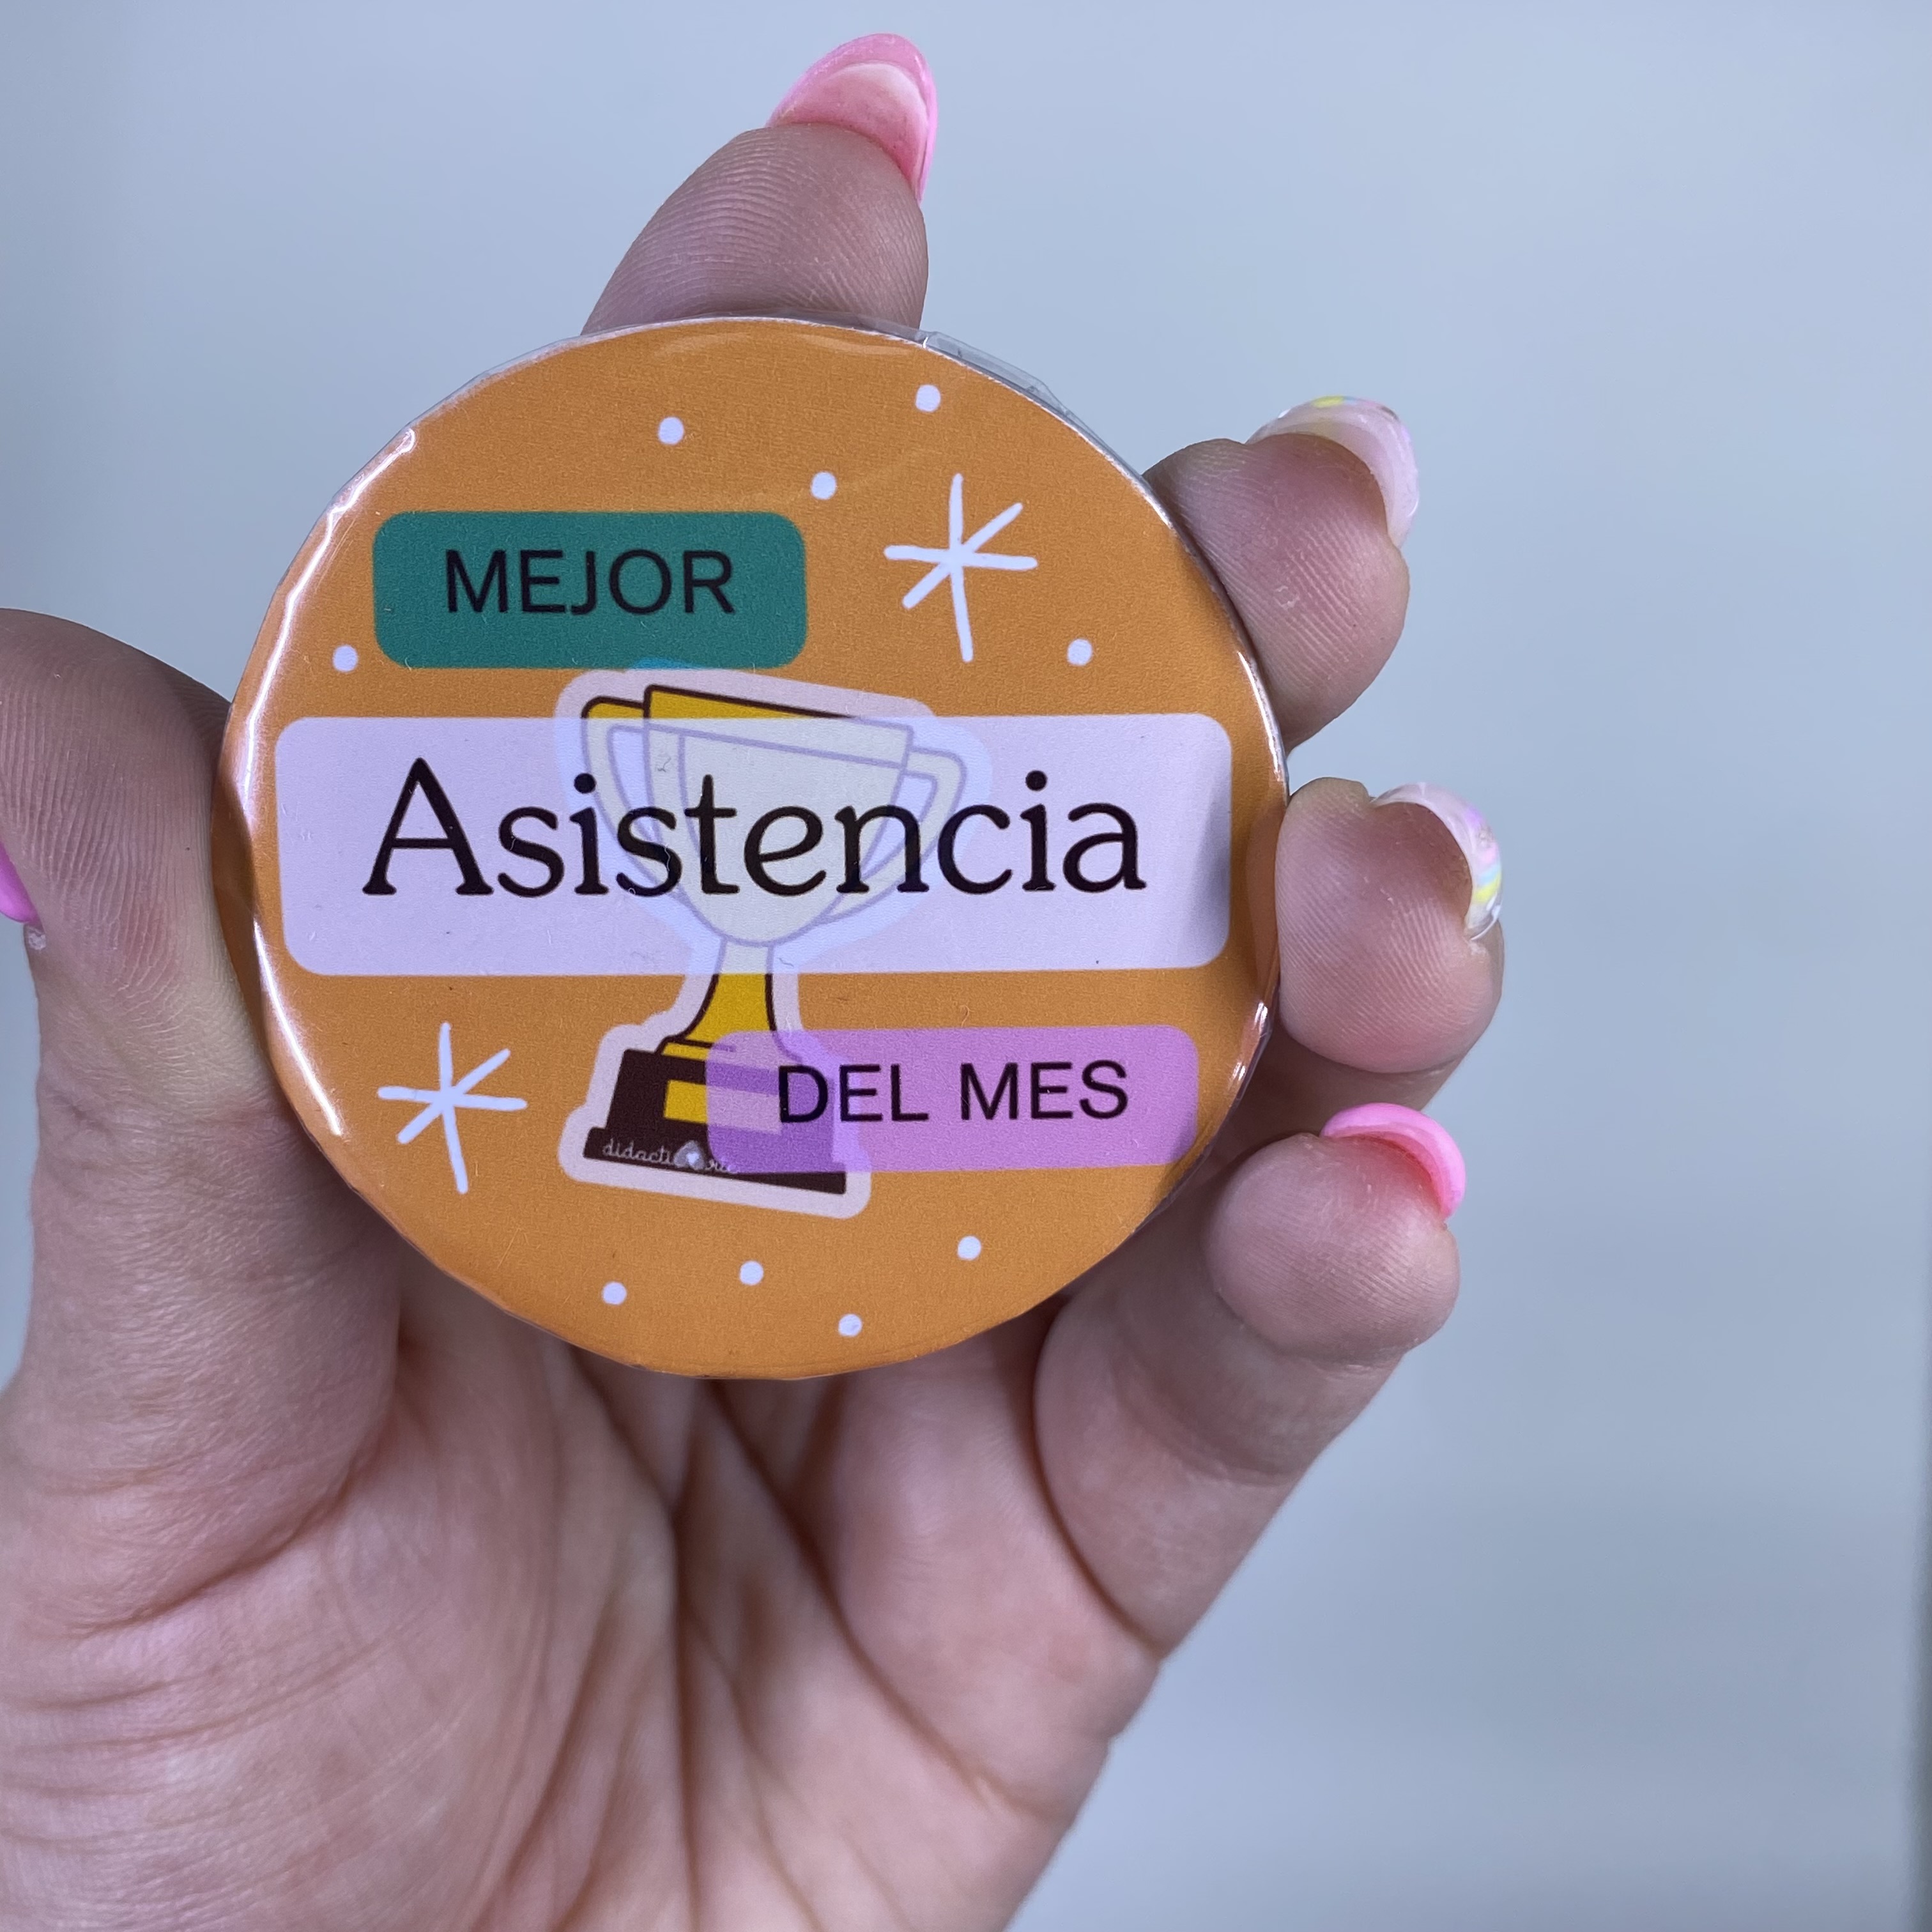 MEJOR
Asistencia
DEL MES